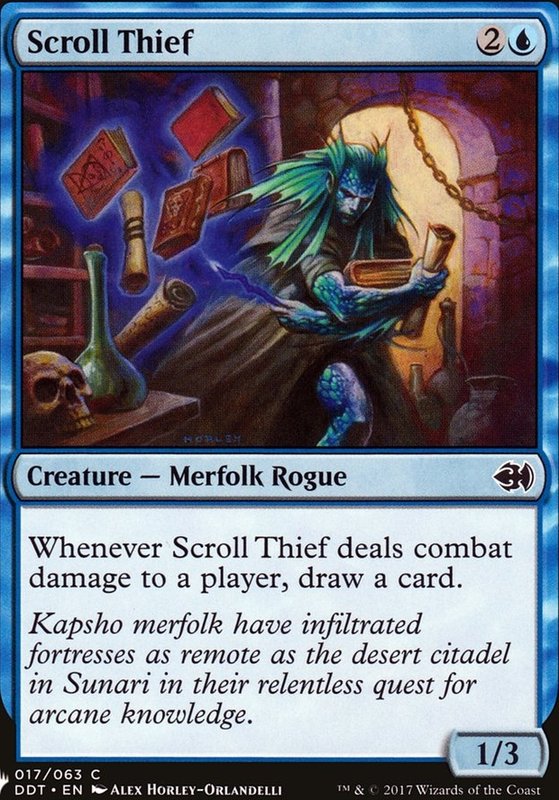 Scroll Thief 2
HORLEY
Creature — Merfolk Rogue
Whenever Scroll Thief deals combat
damage to a player, draw a card.
Kapsho merfolk have infiltrated
fortresses as remote as the desert citadel
in Sunari in their relentless quest for
arcane knowledge.
1/3
017/063 C
DDT • EN Alex Horley-Orlandelli ™ & © 2017 Wizards of the Coast